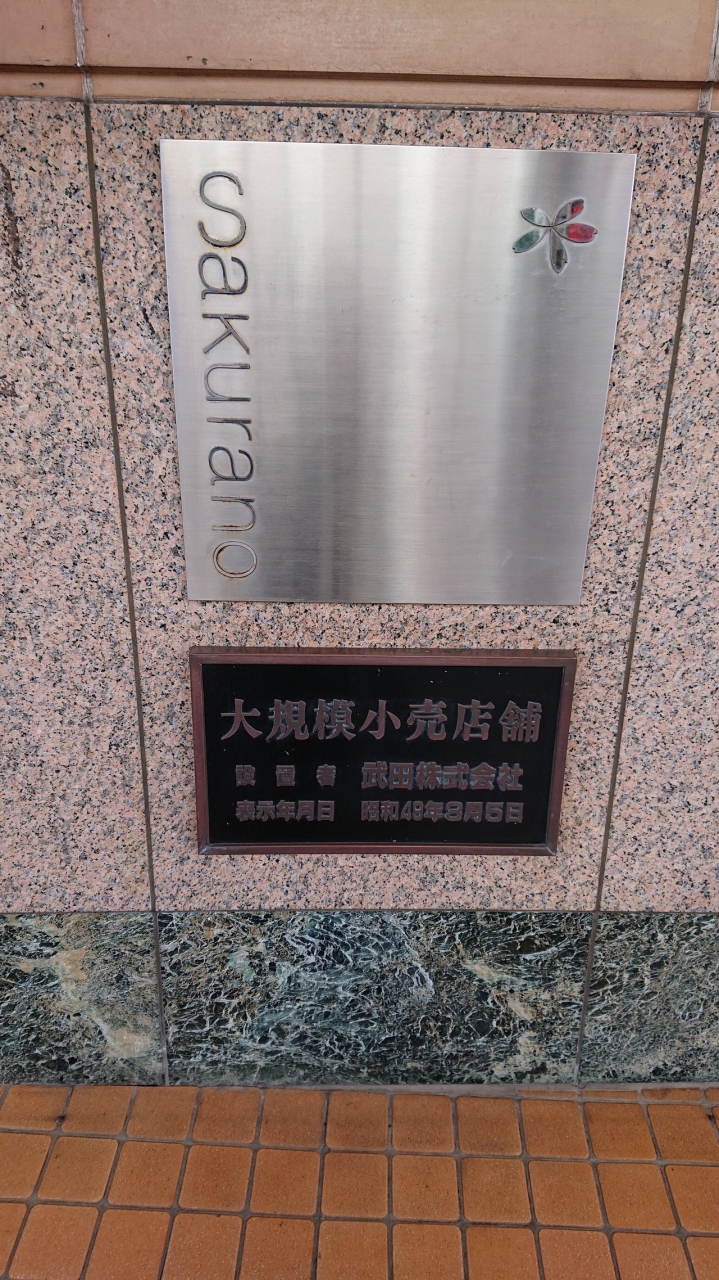 sakurano
大規模小売店舗
設置者 武田株式会社
表示年月日 昭和49年3月5日